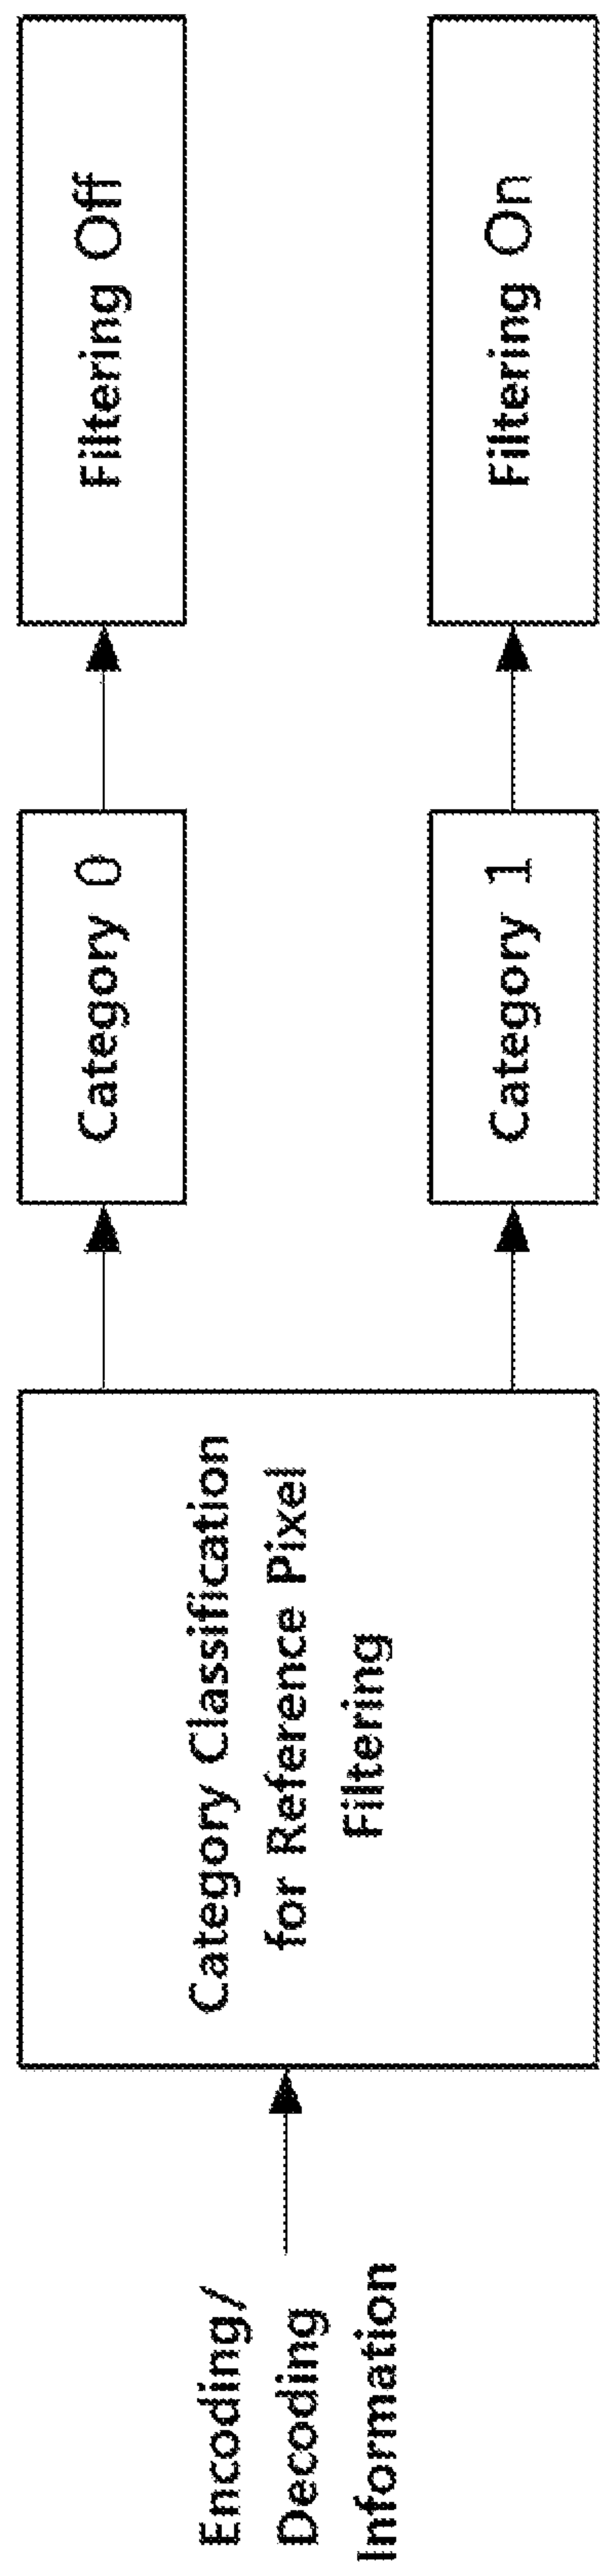 Encoding/
Decoding
Information
Category Classification
for Reference Pixel
Filtering
Category 0
Filtering Off
Category 1
Filtering On